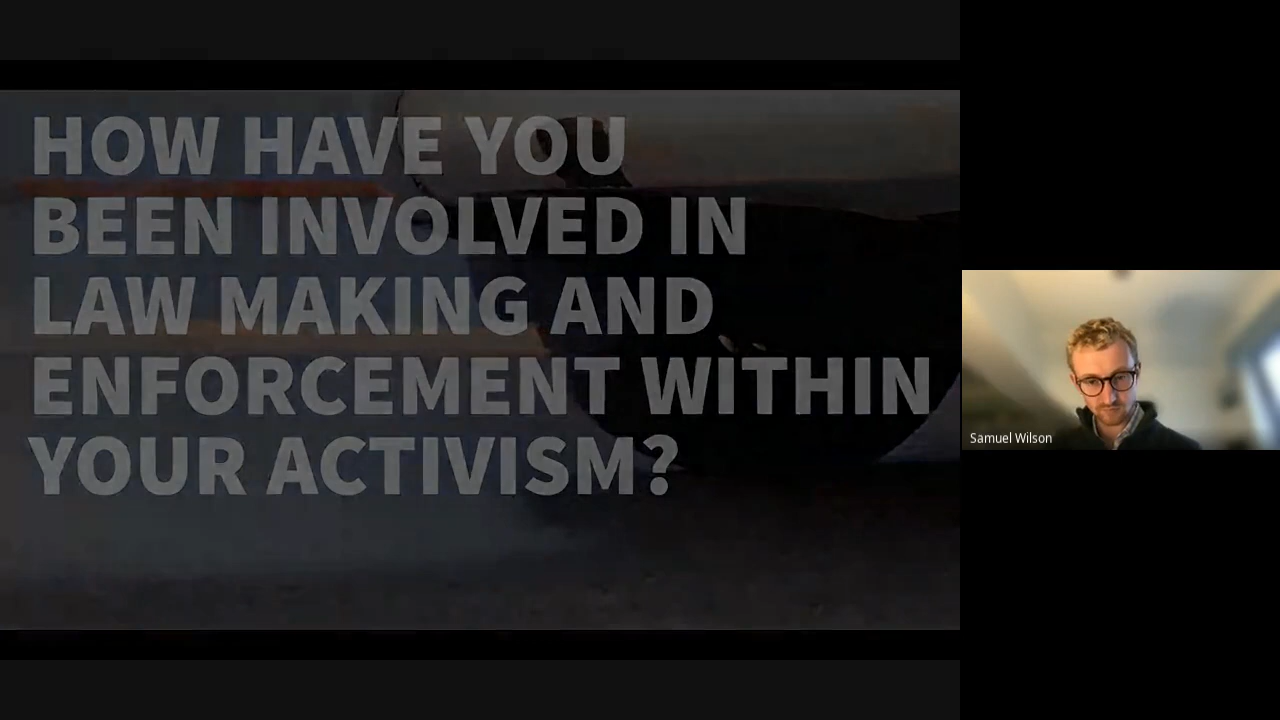 HOW HAVE YOU
BEEN INVOLVED IN
LAW MAKING AND
ENFORCEMENT WITHIN
YOUR ACTIVISM?
Samuel Wilson